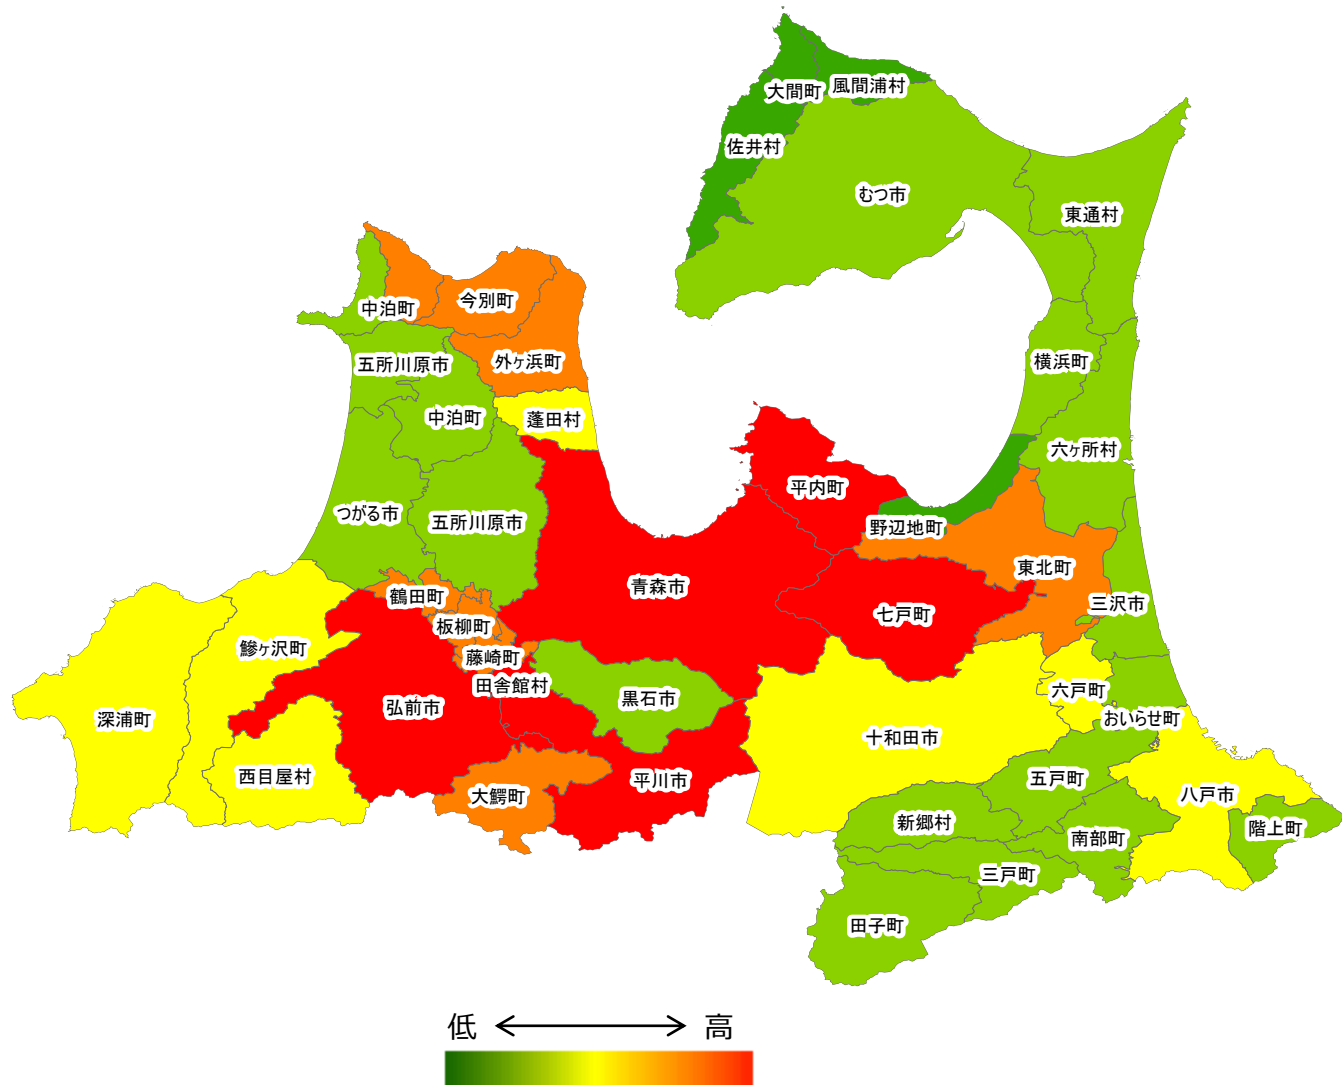 大間町
風間浦村
佐井村
むつ市
東通村
中泊町
今別町
外ヶ浜町
五所川原市
横浜町
中泊町
蓬田村
六ヶ所村
平内町
つがる市
五所川原市
野辺地町
青森市
東北町
鶴田町
三沢市
七戸町
板柳町
鰺ヶ沢町
藤崎町
田舎館村
六戸町
黒石市
弘前市
深浦町
おいらせ町
十和田市
西目屋村
平川市
五戸町
大鰐町
八戸市
新郷村
階上町
南部町
三戸町
田子町
低 高